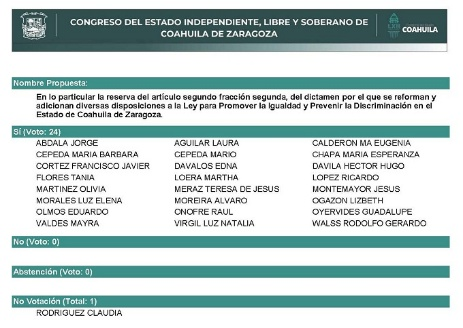 CONGRESO DEL ESTADO INDEPENDIENTE, LIBRE Y SOBERANO DE
COAHUILA DE ZARAGOZA
COAHUILA
Nombre Propuesta:
En lo particular la reserva del artículo segundo fracción segunda, del dictamen por el que se reforman y
adicionan diversas disposiciones a la Ley para Promover la Igualdad y Prevenir la Discriminación en el
Estado de Coahuila de Zaragoza.
Sí (Voto: 24)
ABDALA JORGE AGUILAR LAURA CALDERON MA EUGENIA
CEPEDA MARIA BARBARA CEPEDA MARIO CHAPA MARIA ESPERANZA
CORTEZ FRANCISCO JAVIER DAVALOS EDNA DAVILA HECTOR HUGO
FLORES TANIA LOERA MARTHA LOPEZ RICARDO
MARTINEZ OLIVIA MERAZ TERESA DE JESUS MONTEMAYOR JESUS
MORALES LUZ ELENA MOREIRA ALVARO OGAZON LIZBETH
OLMOS EDUARDO ONOFRE RAUL OYERVIDES GUADALUPE
VALDES MAYRA VIRGIL LUZ NATALIA WALSS RODOLFO GERARDO
No (Voto: 0)
Abstención (Voto: 0)
No Votación (Total: 1)
RODRIGUEZ CLAUDIA